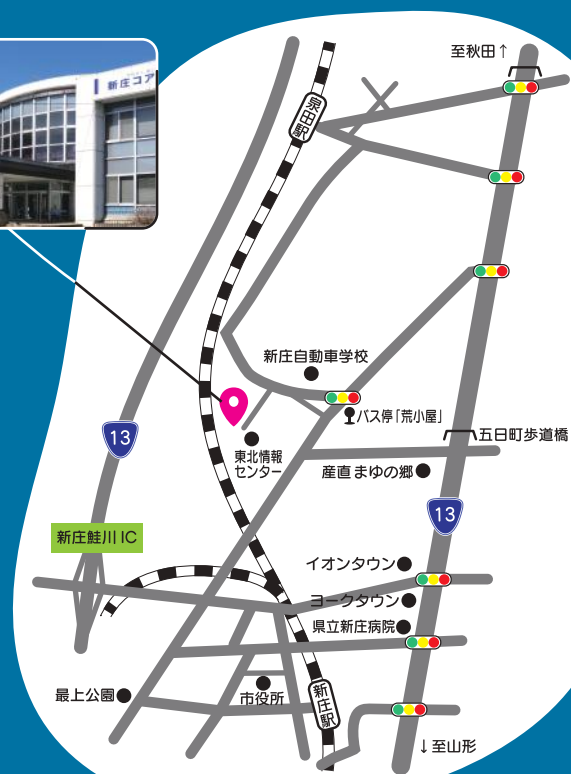 新庄コア
至秋田↑
泉田駅
新庄自動車学校
バス停「荒小屋」
五日町歩道橋
13
東北情報
センター
産直まゆの郷
13
新庄鮭川 IC
イオンタウン
ヨークタウン
県立新庄病院
最上公園
市役所
新庄駅
↓至山形